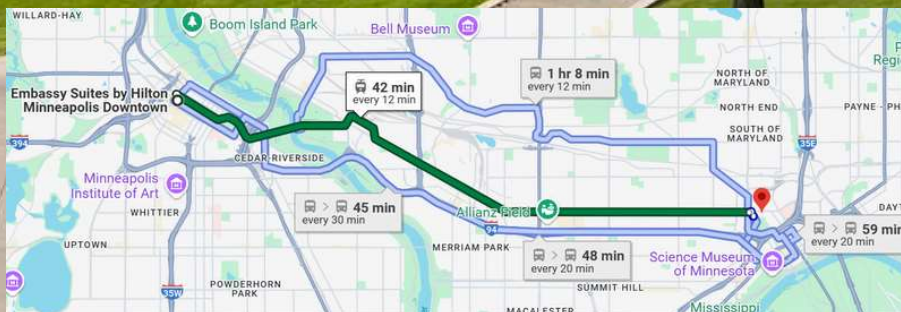 WILLARD-HAY
Boom Island Park
Bell Museum
Embassy Suites by Hilton
Minneapolis Downtown
42 min
every 12 min
1 hr 8 min
every 12 min
NORTH OF
MARYLAND
NORTH END
PAYNE - PH
SOUTH OF
MARYLAND
35E
394
CEDAR-RIVERSIDE
Minneapolis
Institute of Art
WHITTIER
UPTOWN
POWDERHORN
PARK
35W
45 min
every 30 min
Allianz Field
94
MERRIAM PARK
48 min
every 20 min
SUMMIT HILL
MACALESTER
Science Museum
of Minnesota
59 min
every 20 min
DAYT
Mississippi